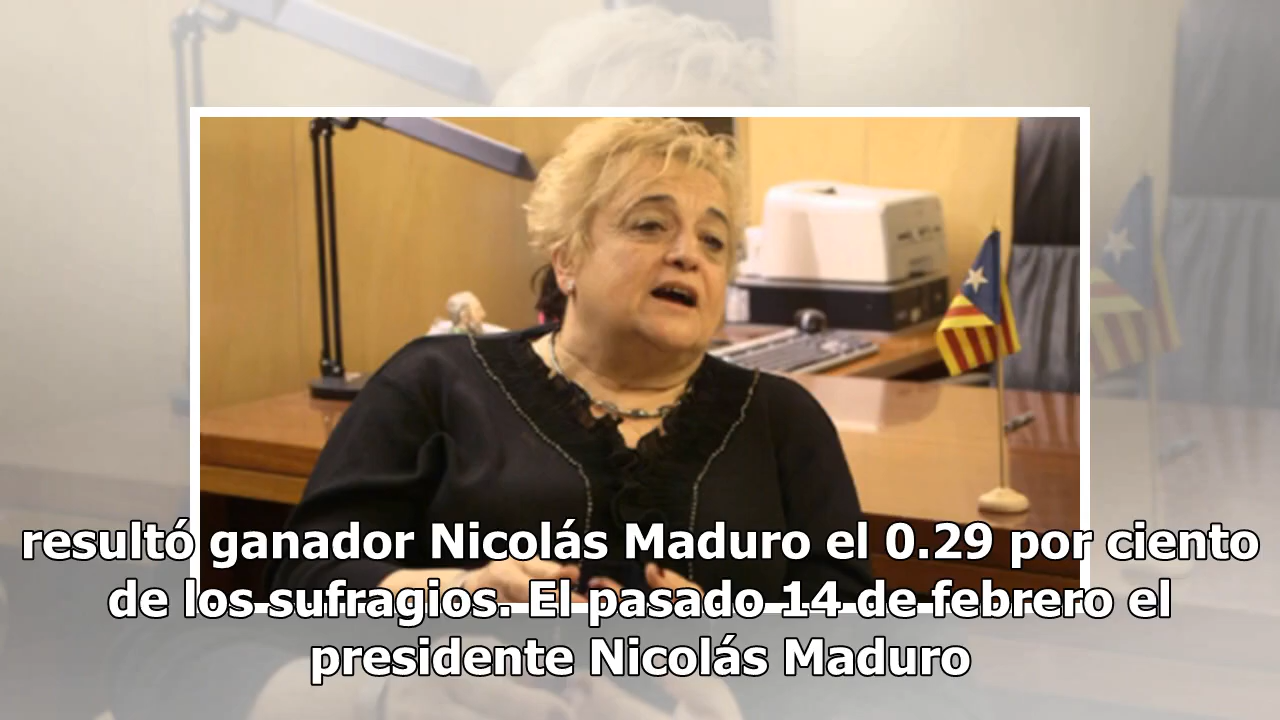 resultó ganador Nicolás Maduro el 0.29 por ciento
de los sufragios. El pasado 14 de febrero el
presidente Nicolás Maduro